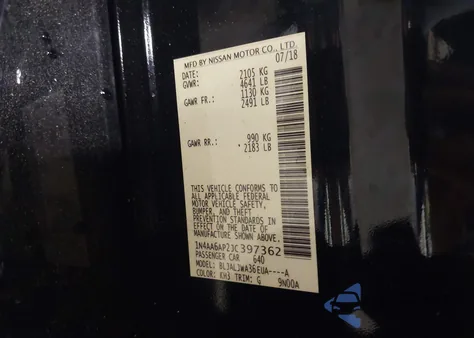 MFD BY NISSAN MOTOR CO., LTD.
DATE: 07/18
GVWR: 2105 KG
4641 LB
GAWR FR.: 1130 KG
2491 LB
GAWR RR.: 990 KG
2183 LB
THIS VEHICLE CONFORMS TO
ALL APPLICABLE FEDERAL
MOTOR VEHICLE SAFETY,
BUMPER, AND THEFT
PREVENTION STANDARDS IN
EFFECT ON THE DATE OF
MANUFACTURE SHOWN ABOVE.
1N4AA6AP2JC397362
PASSENGER CAR 640
MODEL: BLJALJWA36EUA----A
COLOR: KH3 TRIM: G 9N00A